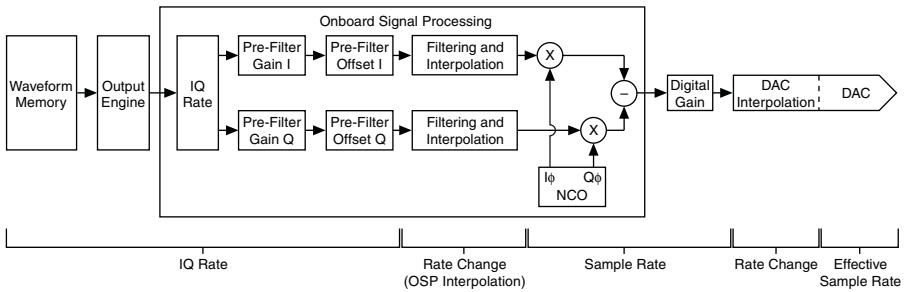 Onboard Signal Processing
Waveform
Memory
Output
Engine
IQ
Rate
Pre-Filter
Gain I
Pre-Filter
Offset I
Filtering and
Interpolation
X
Pre-Filter
Gain Q
Pre-Filter
Offset Q
Filtering and
Interpolation
X
–
Iϕ
Qϕ
NCO
Digital
Gain
DAC
Interpolation
DAC
IQ Rate
Rate Change
(OSP Interpolation)
Sample Rate
Rate Change
Effective
Sample Rate